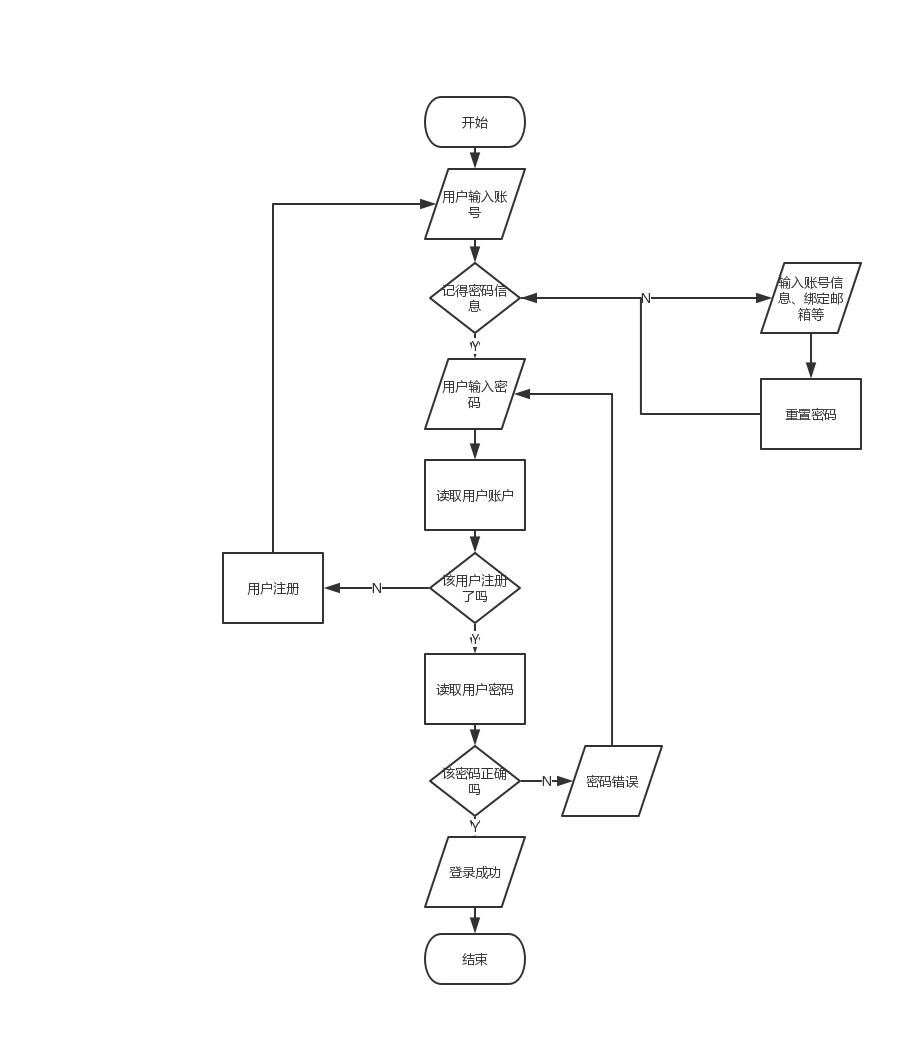 开始
用户输入账
号
记得密码信
息
N
输入账号信
息、绑定邮
箱等
Y
用户输入密
码
重置密码
读取用户账户
该用户注册
了吗
N
用户注册
Y
读取用户密码
该密码正确
吗
N
密码错误
Y
登录成功
结束